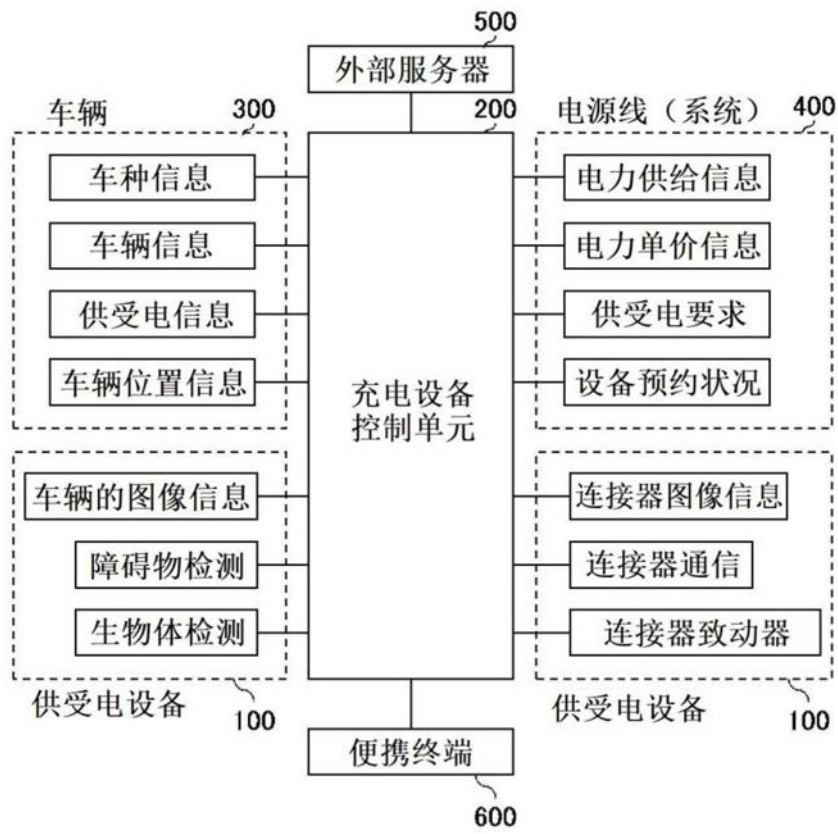 500
外部服务器
车辆
300
200
电源线（系统）
400
车种信息
车辆信息
供受电信息
车辆位置信息
充电设备
控制单元
电力供给信息
电力单价信息
供受电要求
设备预约状况
车辆的图像信息
障碍物检测
生物体检测
供受电设备
100
连接器图像信息
连接器通信
连接器致动器
供受电设备
100
便携终端
600